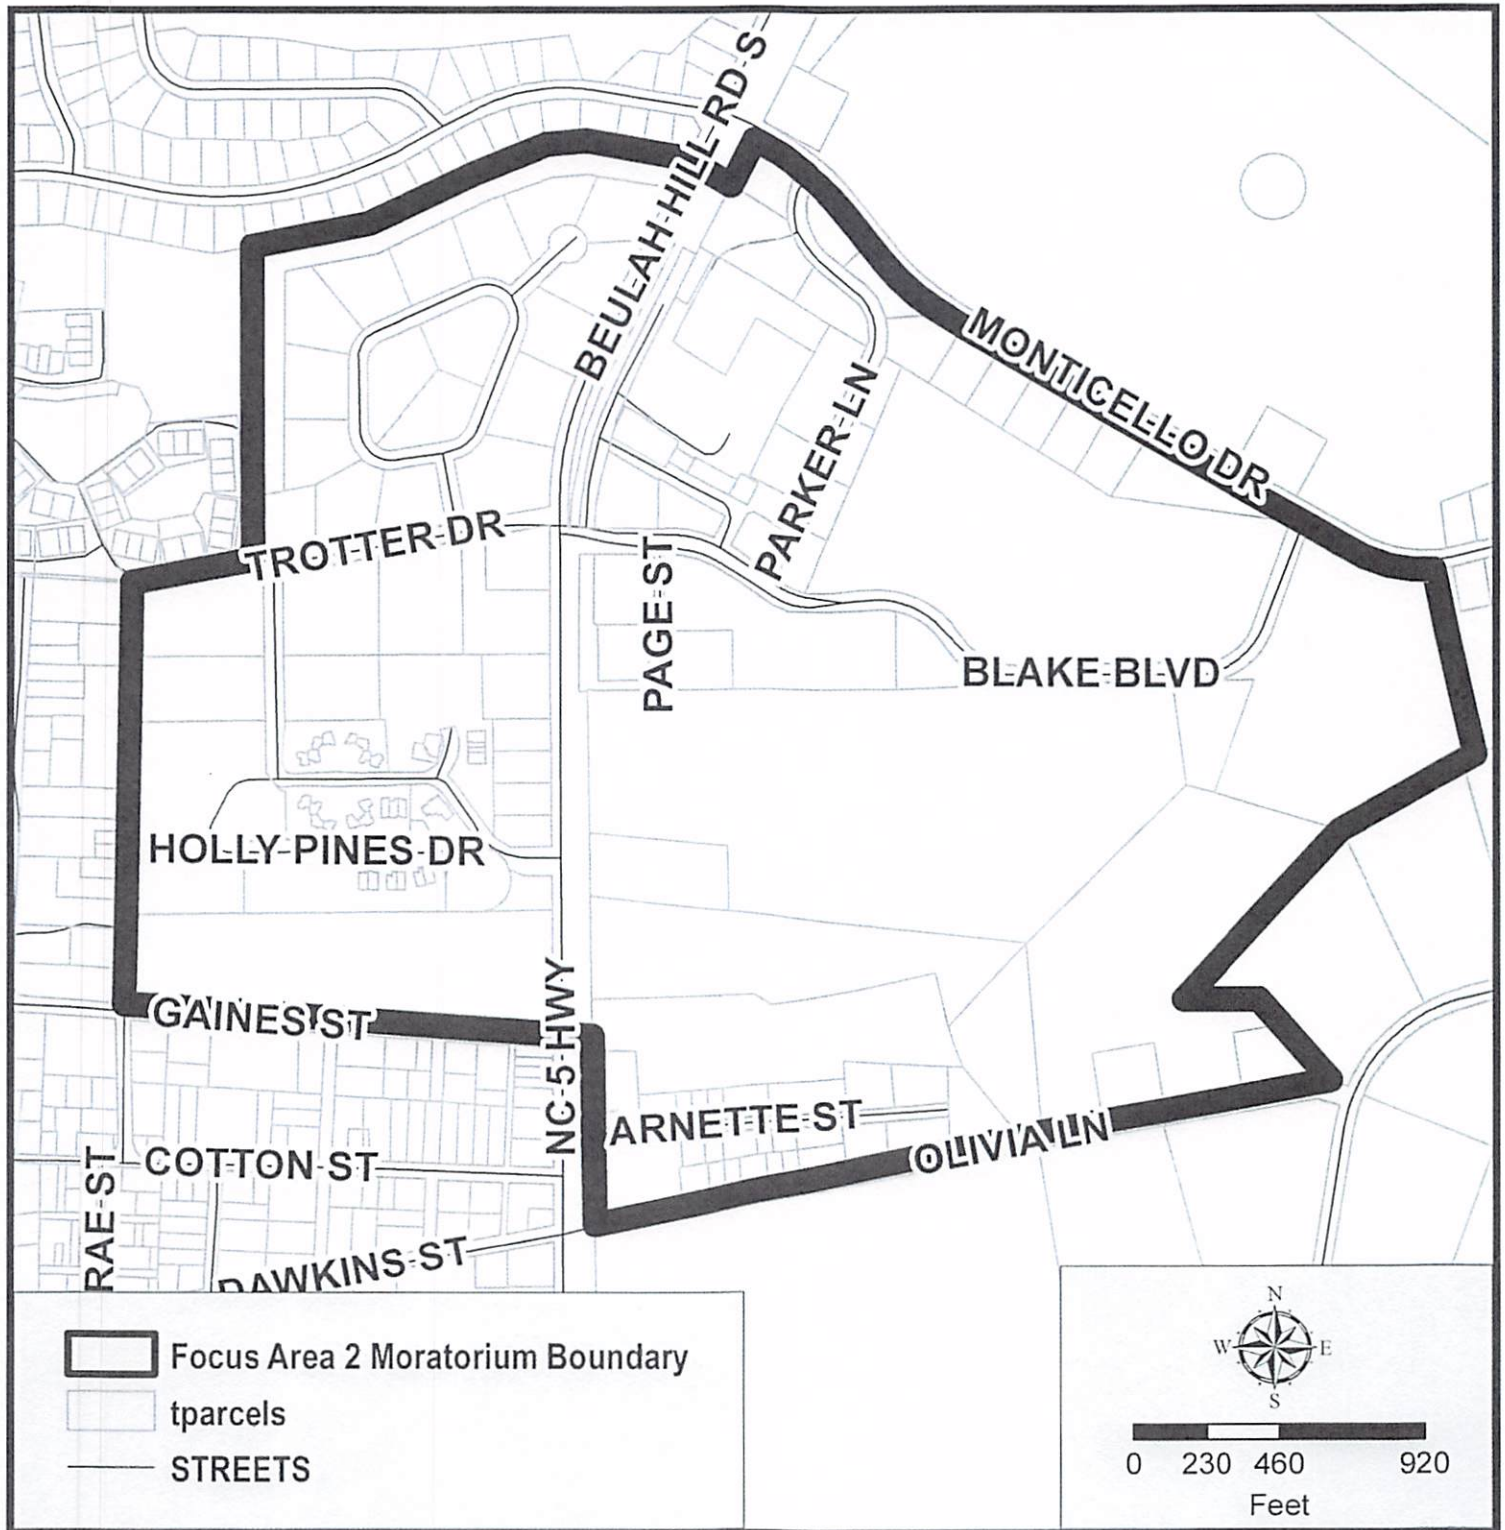 BEULAH HILL RD S
MONTICELLO DR
PARKER LN
TROTTER DR
PAGE ST
BLAKE BLVD
HOLLY PINES DR
GAINES ST
NC 5 HWY
ARNETTE ST
OLIVIA LN
COTTON ST
RAE ST
DAWKINS ST
Focus Area 2 Moratorium Boundary
tparcels
STREETS
N
W E
S
0 230 460 920
Feet